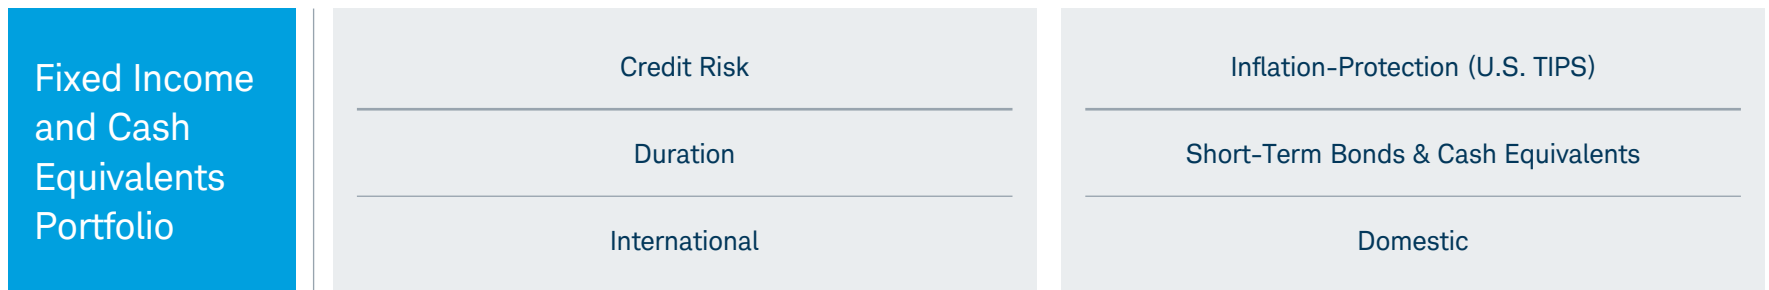 Fixed Income
and Cash
Equivalents
Portfolio
Credit Risk
Duration
International
Inflation-Protection (U.S. TIPS)
Short-Term Bonds & Cash Equivalents
Domestic